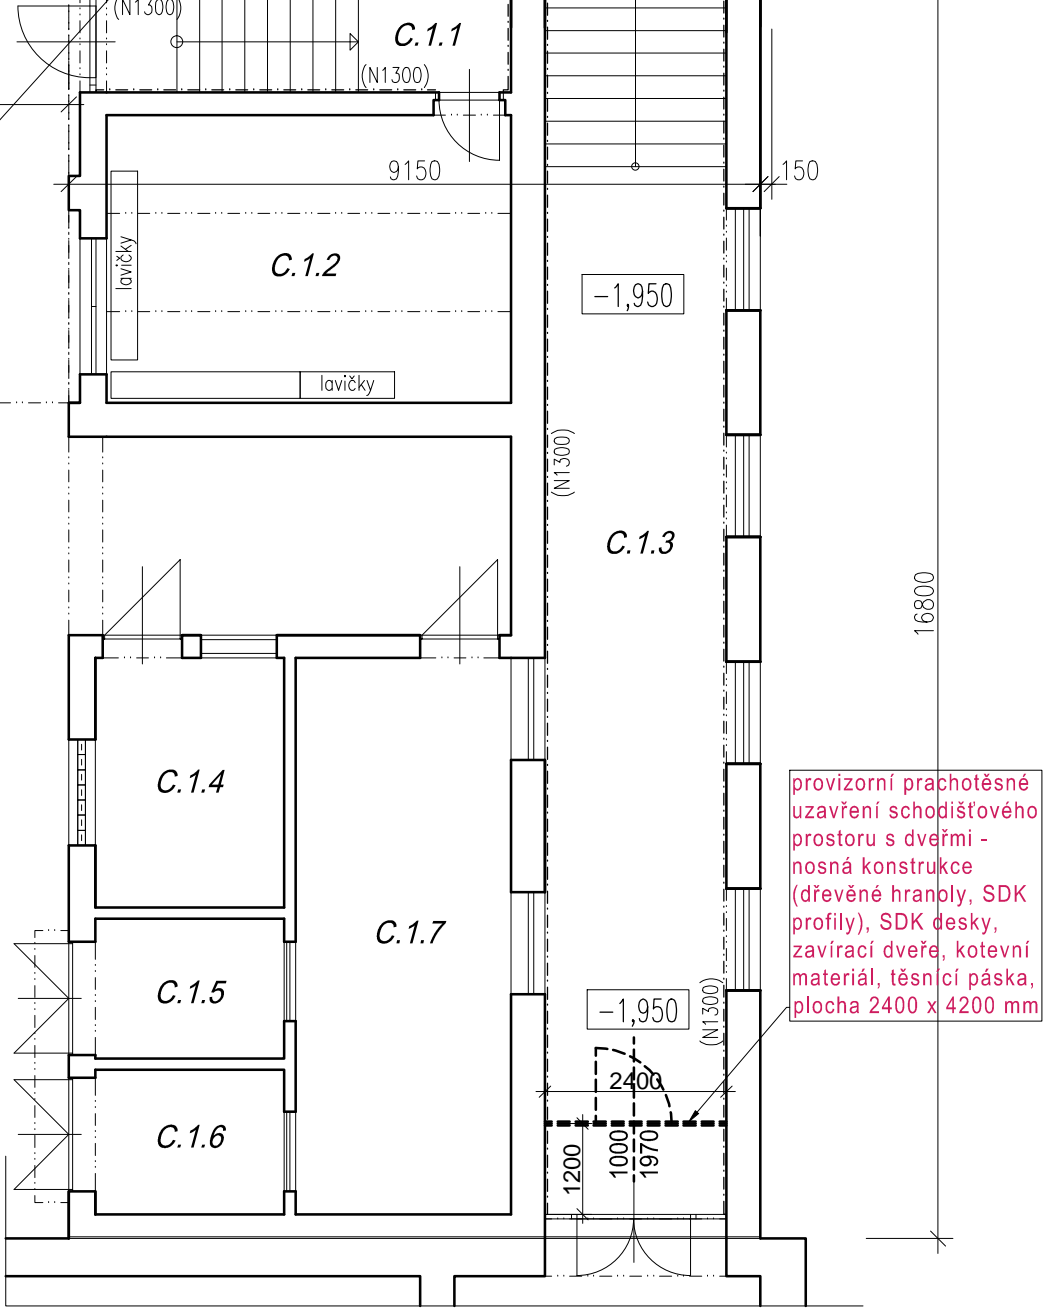 (N1300)
C.1.1
(N1300)
9150
150
lavičky
C.1.2
-1,950
lavičky
(N1300)
C.1.3
16800
C.1.4
provizorní prachotěsné
uzavření schodišťového
prostoru s dveřmi -
nosná konstrukce
(dřevěné hranoly, SDK
profily), SDK desky,
zavírací dveře, kotevní
materiál, těsnící páska,
plocha 2400 x 4200 mm
C.1.7
C.1.5
-1,950
(N1300)
2400
C.1.6
1200
1000
1970